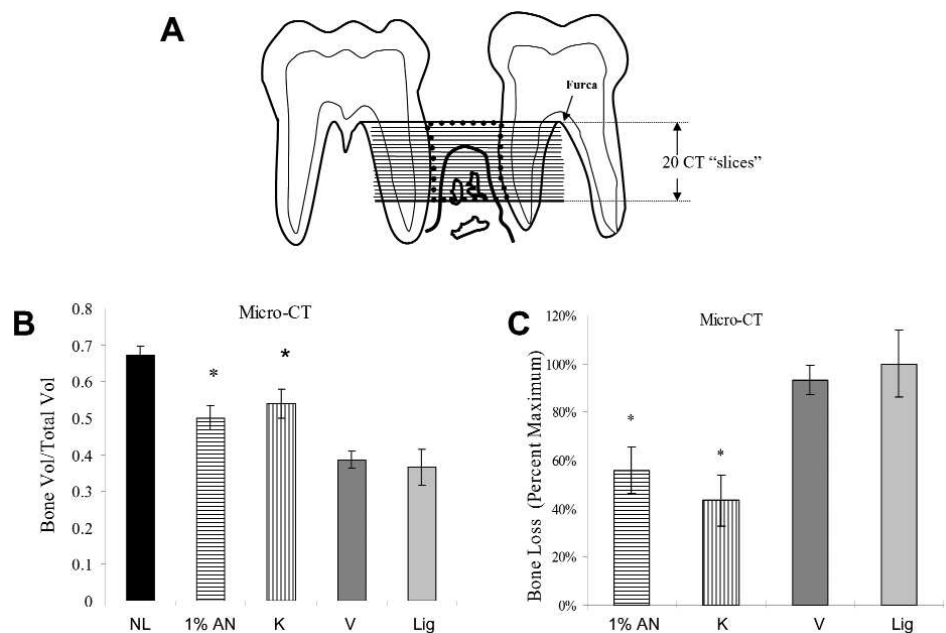 A
Furca
20 CT “slices”
B
Micro-CT
Bone Vol/Total Vol
0.8
0.7
0.6
0.5
0.4
0.3
0.2
0.1
0
*
*
NL
1% AN
K
V
Lig
C
Micro-CT
Bone Loss (Percent Maximum)
120%
100%
80%
60%
40%
20%
0%
*
*
1% AN
K
V
Lig